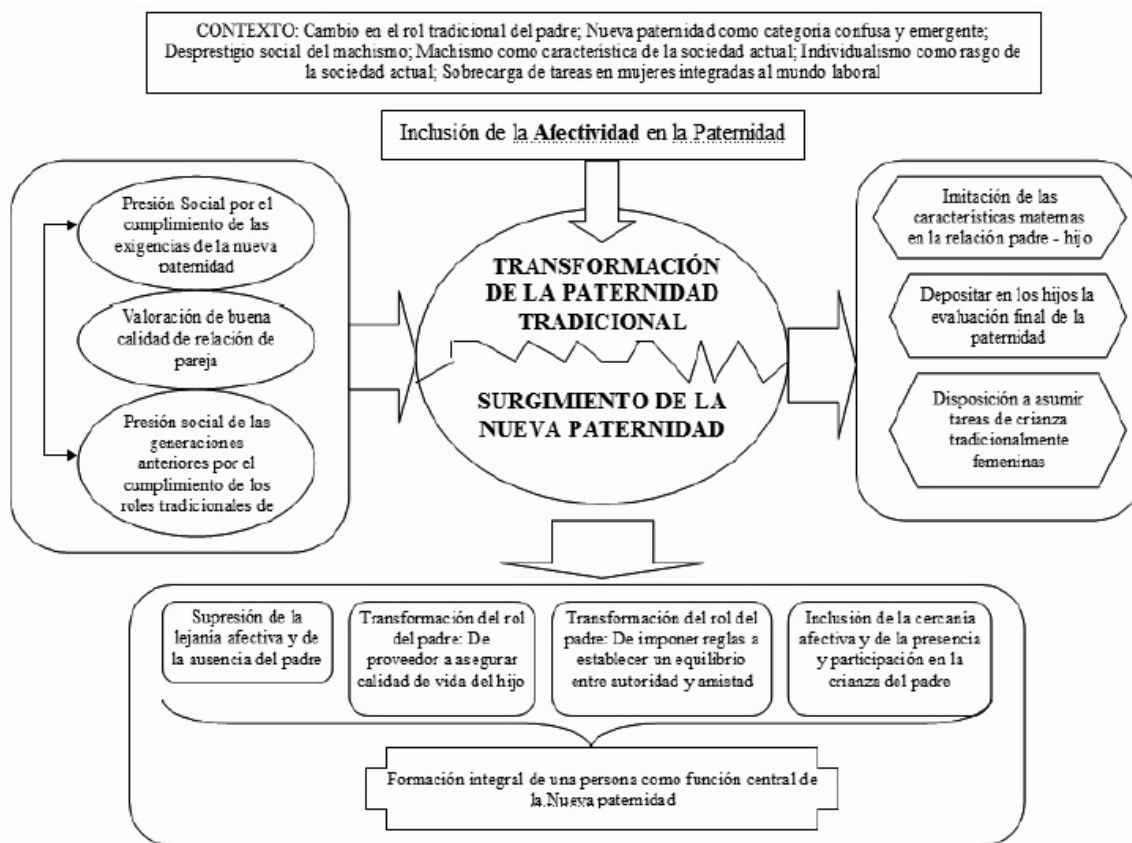 CONTEXTO: Cambio en el rol tradicional del padre; Nueva paternidad como categoría confusa y emergente;
Desprestigio social del machismo; Machismo como característica de la sociedad actual; Individualismo como rasgo de
la sociedad actual; Sobrecarga de tareas en mujeres integradas al mundo laboral
Inclusión de la Afectividad en la Paternidad
Presión Social por el
cumplimiento de las
exigencias de la nueva
paternidad
Valoración de buena
calidad de relación de
pareja
Presión social de las
generaciones
anteriores por el
cumplimiento de los
roles tradicionales de
TRANSFORMACIÓN
DE LA PATERNIDAD
TRADICIONAL
SURGIMIENTO DE LA
NUEVA PATERNIDAD
Imitación de las
características maternas
en la relación padre - hijo
Depositar en los hijos la
evaluación final de la
paternidad
Disposición a asumir
tareas de crianza
tradicionalmente
femeninas
Supresión de la
lejanía afectiva y de
la ausencia del padre
Transformación del rol
del padre: De
proveedor a asegurar
calidad de vida del hijo
Transformación del rol del
padre: De imponer reglas a
establecer un equilibrio
entre autoridad y amistad
Inclusión de la cercanía
afectiva y de la presencia
y participación en la
crianza del padre
Formación integral de una persona como función central de
la Nueva paternidad